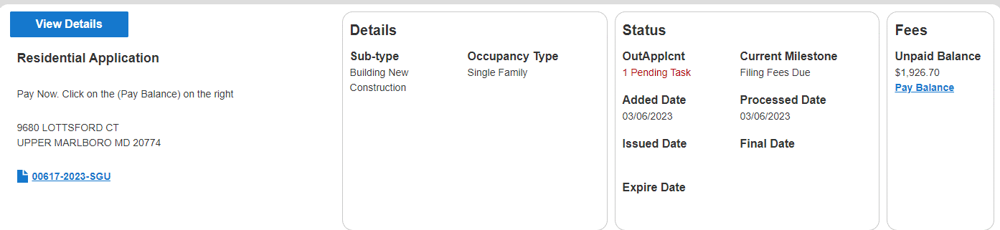 View Details
Residential Application
Pay Now. Click on the (Pay Balance) on the right
9680 LOTTSFORD CT
UPPER MARLBORO MD 20774
00617-2023-SGU
Details
Sub-type
Building New
Construction
Occupancy Type
Single Family
Status
OutApplcnt
1 Pending Task
Current Milestone
Filing Fees Due
Added Date
03/06/2023
Processed Date
03/06/2023
Issued Date
Final Date
Expire Date
Fees
Unpaid Balance
$1,926.70
Pay Balance